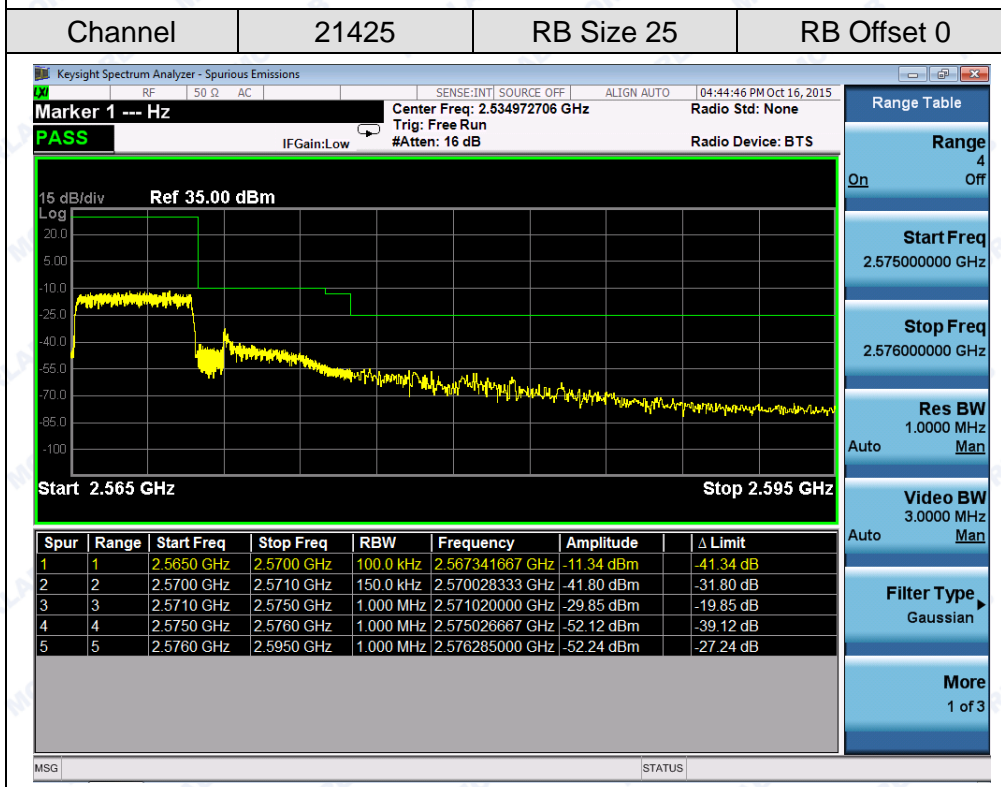 Channel 21425 RB Size 25 RB Offset 0
Keysight Spectrum Analyzer - Spurious Emissions
LXI RF 50 Ω AC SENSE:INT SOURCE OFF ALIGN AUTO 04:44:46 PM Oct 16, 2015
Marker 1 --- Hz Center Freq: 2.534972706 GHz Radio Std: None
Trig: Free Run
PASS IFGain:Low #Atten: 16 dB Radio Device: BTS
15 dB/div Ref 35.00 dBm
Log
20.0
5.00
-10.0
-25.0
-40.0
-55.0
-70.0
-85.0
-100
Start 2.565 GHz Stop 2.595 GHz
Spur Range Start Freq Stop Freq RBW Frequency Amplitude Δ Limit
1 1 2.5650 GHz 2.5700 GHz 100.0 kHz 2.567341667 GHz -11.34 dBm -41.34 dB
2 2 2.5700 GHz 2.5710 GHz 150.0 kHz 2.570028333 GHz -41.80 dBm -31.80 dB
3 3 2.5710 GHz 2.5750 GHz 1.000 MHz 2.571020000 GHz -29.85 dBm -19.85 dB
4 4 2.5750 GHz 2.5760 GHz 1.000 MHz 2.575026667 GHz -52.12 dBm -39.12 dB
5 5 2.5760 GHz 2.5950 GHz 1.000 MHz 2.576285000 GHz -52.24 dBm -27.24 dB
MSG STATUS
Range Table
Range
4
On Off
Start Freq
2.575000000 GHz
Stop Freq
2.576000000 GHz
Res BW
1.0000 MHz
Auto Man
Video BW
3.0000 MHz
Auto Man
Filter Type
Gaussian
More
1 of 3